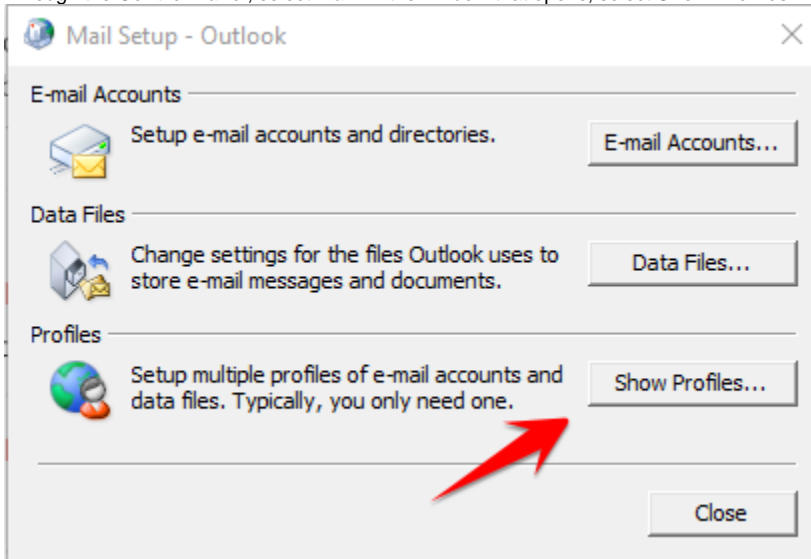 Mail Setup - Outlook
E-mail Accounts
Setup e-mail accounts and directories.
E-mail Accounts...
Data Files
Change settings for the files Outlook uses to
store e-mail messages and documents.
Data Files...
Profiles
Setup multiple profiles of e-mail accounts and
data files. Typically, you only need one.
Show Profiles...
Close